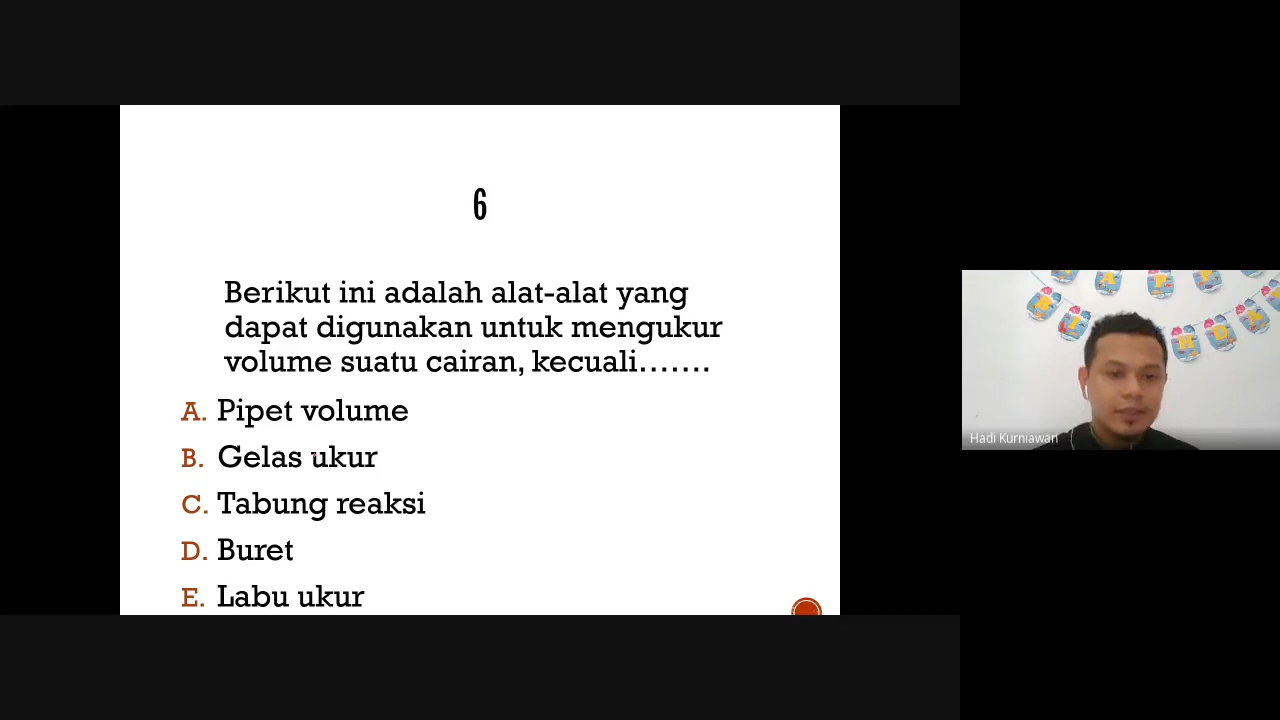 6
Berikut ini adalah alat-alat yang
dapat digunakan untuk mengukur
volume suatu cairan, kecuali.......
A. Pipet volume
B. Gelas ukur
C. Tabung reaksi
D. Buret
E. Labu ukur
Hadi Kurniawan